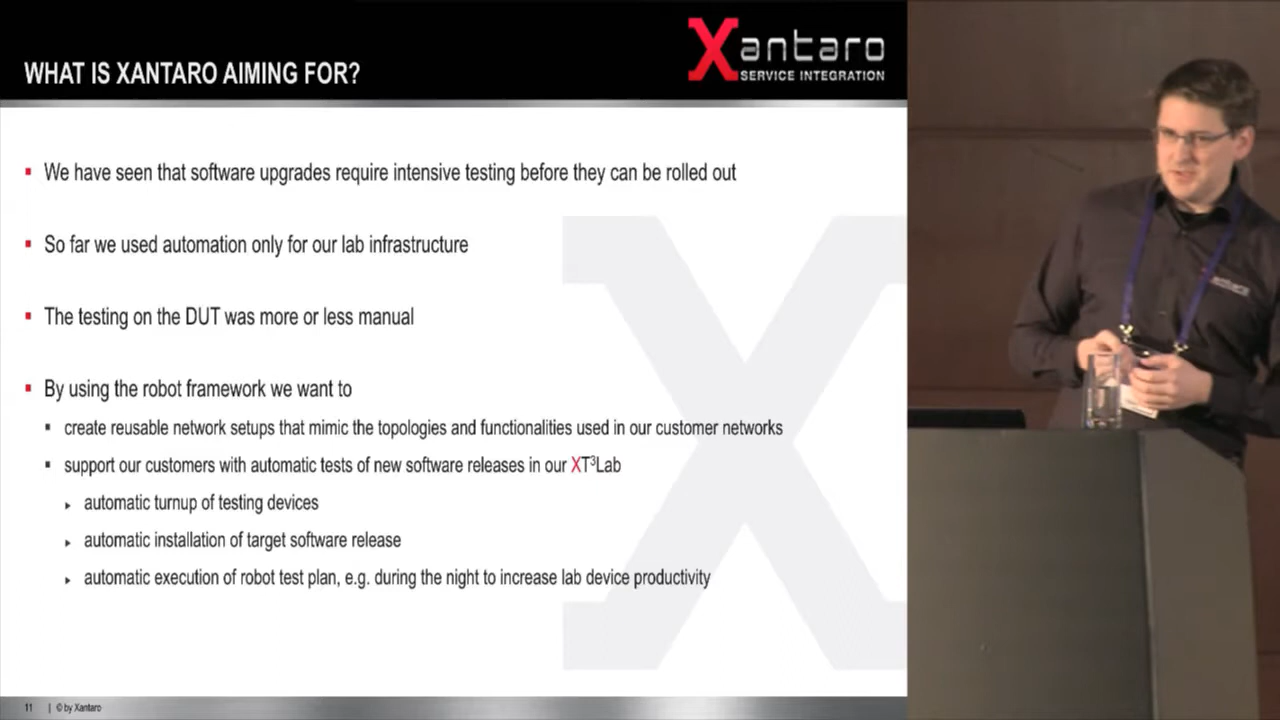 WHAT IS XANTARO AIMING FOR?
Xantaro
SERVICE INTEGRATION
We have seen that software upgrades require intensive testing before they can be rolled out
So far we used automation only for our lab infrastructure
The testing on the DUT was more or less manual
By using the robot framework we want to
create reusable network setups that mimic the topologies and functionalities used in our customer networks
support our customers with automatic tests of new software releases in our XT³Lab
automatic turnup of testing devices
automatic installation of target software release
automatic execution of robot test plan, e.g. during the night to increase lab device productivity
11 | © by Xantaro
xantaro